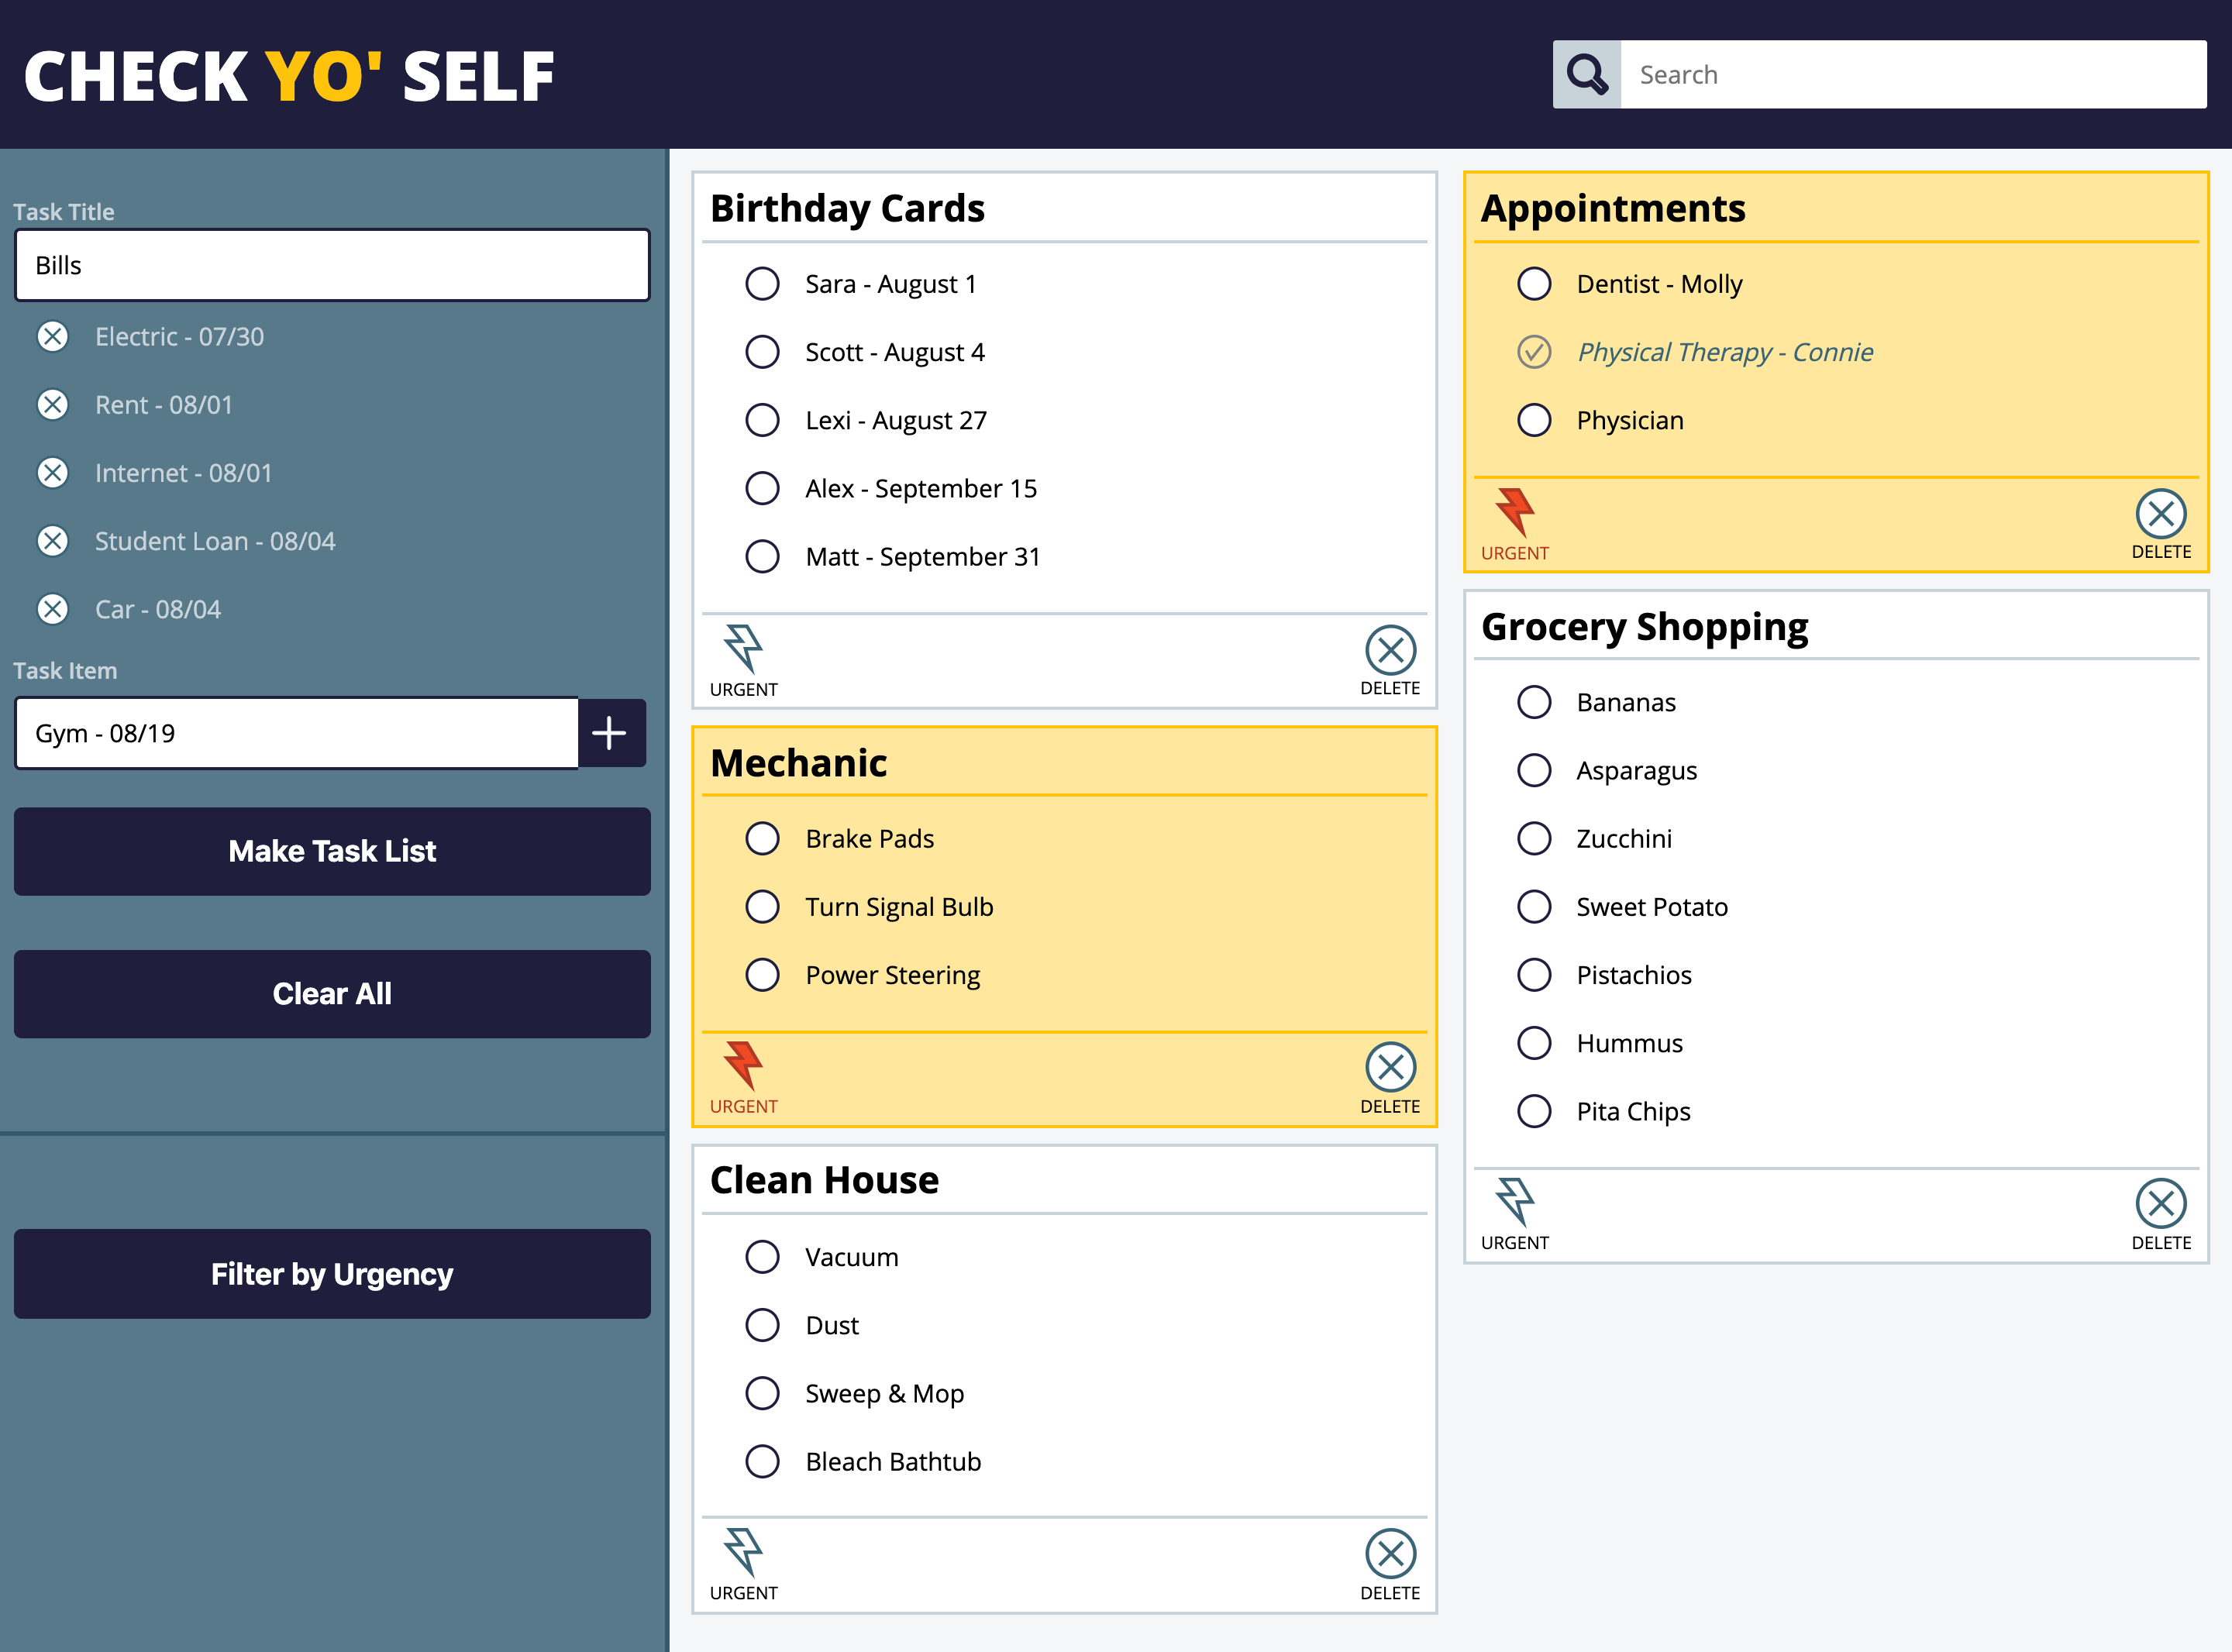 CHECK YO' SELF
Search
Task Title
Bills
Electric - 07/30
Rent - 08/01
Internet - 08/01
Student Loan - 08/04
Car - 08/04
Task Item
Gym - 08/19
Make Task List
Clear All
Filter by Urgency
Birthday Cards
Sara - August 1
Scott - August 4
Lexi - August 27
Alex - September 15
Matt - September 31
URGENT
DELETE
Mechanic
Brake Pads
Turn Signal Bulb
Power Steering
URGENT
DELETE
Clean House
Vacuum
Dust
Sweep & Mop
Bleach Bathtub
URGENT
DELETE
Appointments
Dentist - Molly
Physical Therapy - Connie
Physician
URGENT
DELETE
Grocery Shopping
Bananas
Asparagus
Zucchini
Sweet Potato
Pistachios
Hummus
Pita Chips
URGENT
DELETE